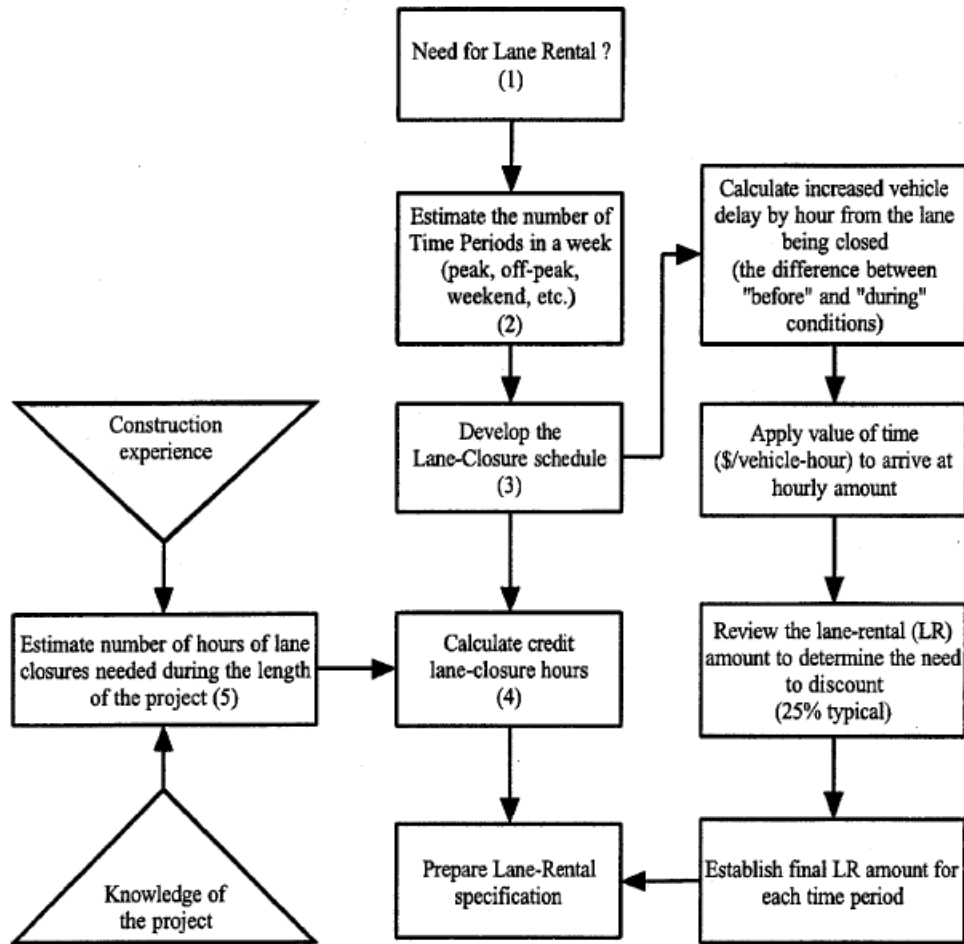 Need for Lane Rental ?
(1)
Estimate the number of
Time Periods in a week
(peak, off-peak,
weekend, etc.)
(2)
Calculate increased vehicle
delay by hour from the lane
being closed
(the difference between
"before" and "during"
conditions)
Construction
experience
Develop the
Lane-Closure schedule
(3)
Apply value of time
($/vehicle-hour) to arrive at
hourly amount
Estimate number of hours of lane
closures needed during the length
of the project (5)
Calculate credit
lane-closure hours
(4)
Review the lane-rental (LR)
amount to determine the need
to discount
(25% typical)
Knowledge of
the project
Prepare Lane-Rental
specification
Establish final LR amount for
each time period